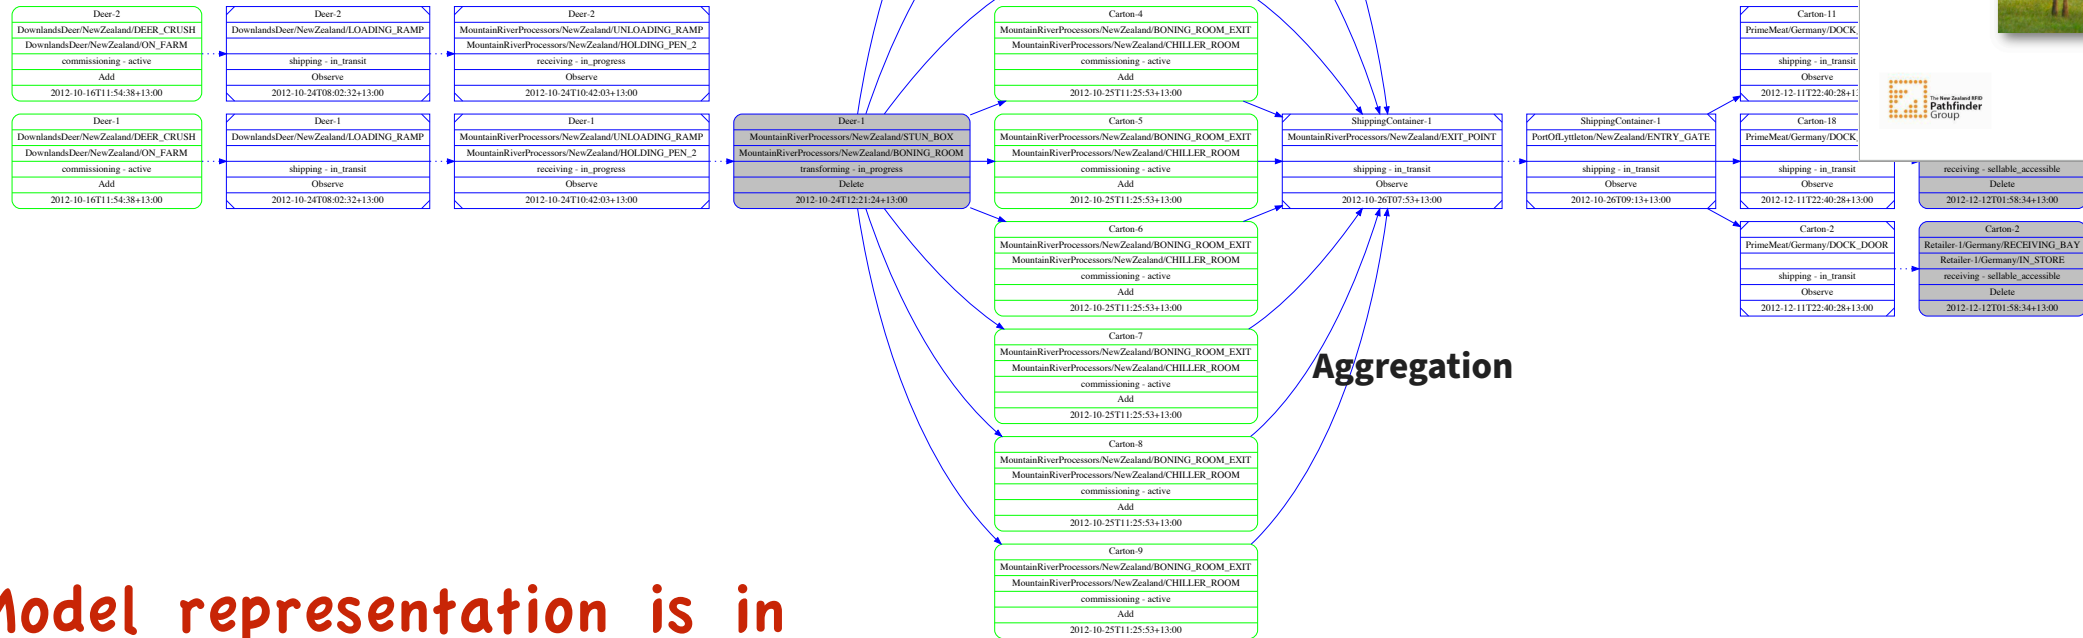 Deer-2
DownlandsDeer/NewZealand/DEER_CRUSH
DownlandsDeer/NewZealand/ON_FARM
commissioning - active
Add
2012-10-16T11:54:38+13:00
Deer-2
DownlandsDeer/NewZealand/LOADING_RAMP
shipping - in_transit
Observe
2012-10-24T08:02:32+13:00
Deer-2
MountainRiverProcessors/NewZealand/UNLOADING_RAMP
MountainRiverProcessors/NewZealand/HOLDING_PEN_2
receiving - in_progress
Observe
2012-10-24T10:42:03+13:00
Carton-4
MountainRiverProcessors/NewZealand/BONING_ROOM_EXIT
MountainRiverProcessors/NewZealand/CHILLER_ROOM
commissioning - active
Add
2012-10-25T11:25:53+13:00
Carton-11
PrimeMeat/Germany/DOCK_
shipping - in_transit
Observe
2012-12-11T22:40:28+1
The New Zealand RFID
Pathfinder
Group
Deer-1
DownlandsDeer/NewZealand/DEER_CRUSH
DownlandsDeer/NewZealand/ON_FARM
commissioning - active
Add
2012-10-16T11:54:38+13:00
Deer-1
DownlandsDeer/NewZealand/LOADING_RAMP
shipping - in_transit
Observe
2012-10-24T08:02:32+13:00
Deer-1
MountainRiverProcessors/NewZealand/UNLOADING_RAMP
MountainRiverProcessors/NewZealand/HOLDING_PEN_2
receiving - in_progress
Observe
2012-10-24T10:42:03+13:00
Deer-1
MountainRiverProcessors/NewZealand/STUN_BOX
MountainRiverProcessors/NewZealand/BONING_ROOM
transforming - in_progress
Delete
2012-10-24T12:21:24+13:00
Carton-5
MountainRiverProcessors/NewZealand/BONING_ROOM_EXIT
MountainRiverProcessors/NewZealand/CHILLER_ROOM
commissioning - active
Add
2012-10-25T11:25:53+13:00
ShippingContainer-1
MountainRiverProcessors/NewZealand/EXIT_POINT
shipping - in_transit
Observe
2012-10-26T07:53+13:00
ShippingContainer-1
PortOfLyttleton/NewZealand/ENTRY_GATE
shipping - in_transit
Observe
2012-10-26T09:13+13:00
Carton-18
PrimeMeat/Germany/DOCK_
shipping - in_transit
Observe
2012-12-11T22:40:28+13:00
receiving - sellable_accessible
Delete
2012-12-12T01:58:34+13:00
Carton-6
MountainRiverProcessors/NewZealand/BONING_ROOM_EXIT
MountainRiverProcessors/NewZealand/CHILLER_ROOM
commissioning - active
Add
2012-10-25T11:25:53+13:00
Carton-2
PrimeMeat/Germany/DOCK_DOOR
shipping - in_transit
Observe
2012-12-11T22:40:28+13:00
Carton-2
Retailer-1/Germany/RECEIVING_BAY
Retailer-1/Germany/IN_STORE
receiving - sellable_accessible
Delete
2012-12-12T01:58:34+13:00
Carton-7
MountainRiverProcessors/NewZealand/BONING_ROOM_EXIT
MountainRiverProcessors/NewZealand/CHILLER_ROOM
commissioning - active
Add
2012-10-25T11:25:53+13:00
Aggregation
Carton-8
MountainRiverProcessors/NewZealand/BONING_ROOM_EXIT
MountainRiverProcessors/NewZealand/CHILLER_ROOM
commissioning - active
Add
2012-10-25T11:25:53+13:00
Carton-9
MountainRiverProcessors/NewZealand/BONING_ROOM_EXIT
MountainRiverProcessors/NewZealand/CHILLER_ROOM
commissioning - active
Add
2012-10-25T11:25:53+13:00
Model representation is in